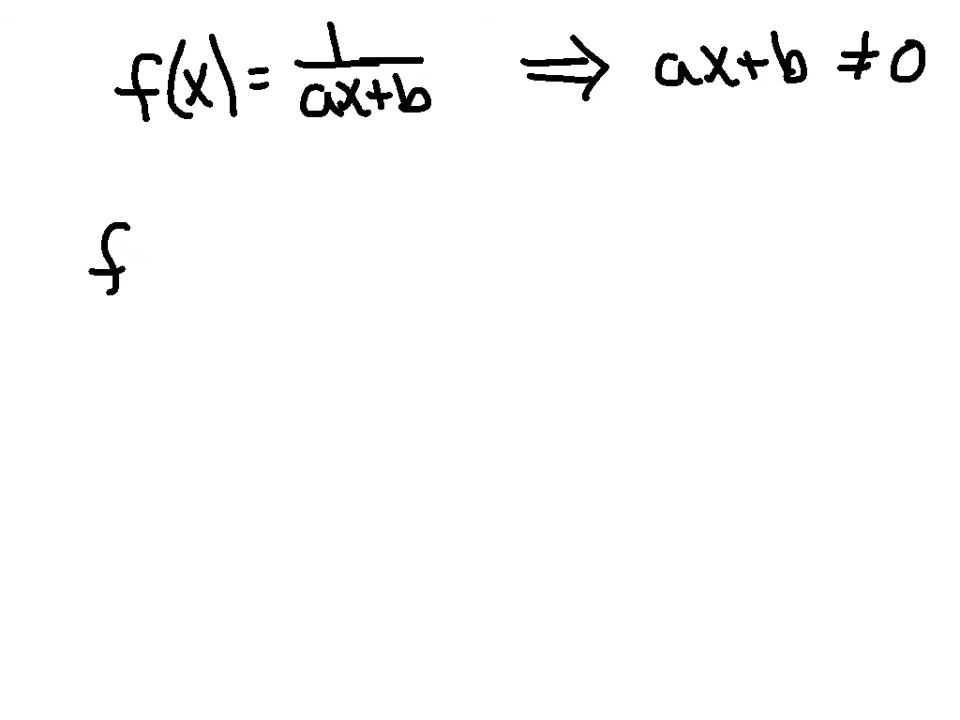 f(x) = 1/(ax+b) ⟹ ax+b ≠ 0
f